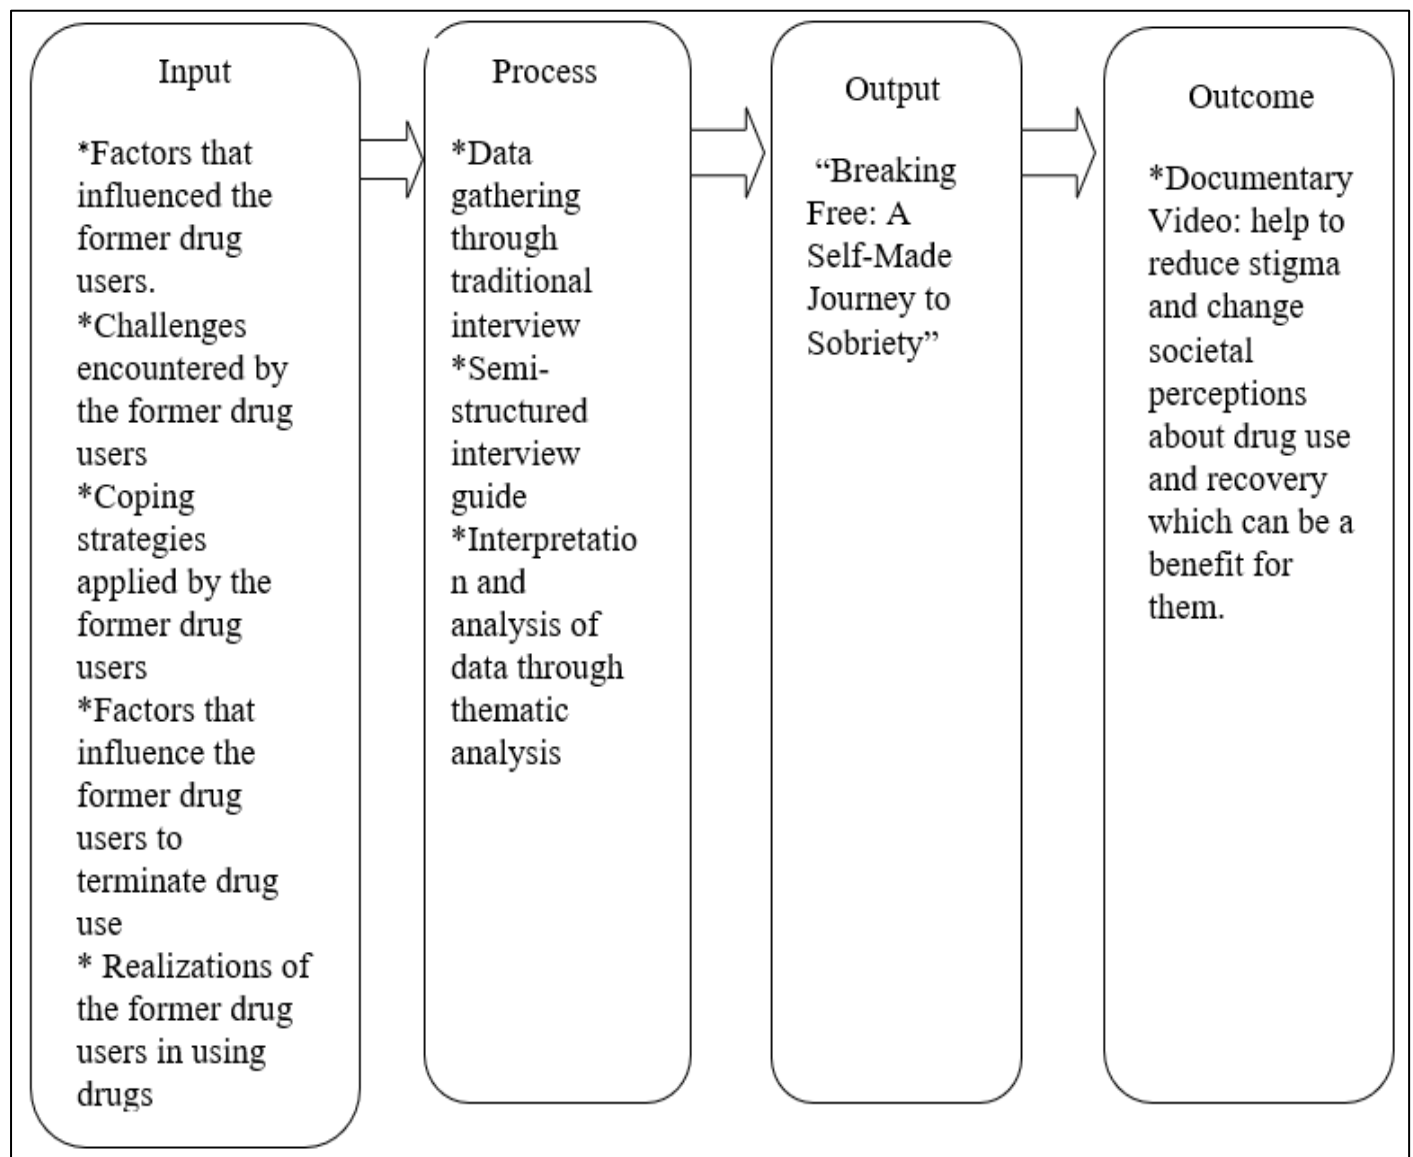 Input
*Factors that
influenced the
former drug
users.
*Challenges
encountered by
the former drug
users
*Coping
strategies
applied by the
former drug
users
*Factors that
influence the
former drug
users to
terminate drug
use
* Realizations of
the former drug
users in using
drugs
Process
*Data
gathering
through
traditional
interview
*Semi-
structured
interview
guide
*Interpretatio
n and
analysis of
data through
thematic
analysis
Output
“Breaking
Free: A
Self-Made
Journey to
Sobriety”
Outcome
*Documentary
Video: help to
reduce stigma
and change
societal
perceptions
about drug use
and recovery
which can be a
benefit for
them.